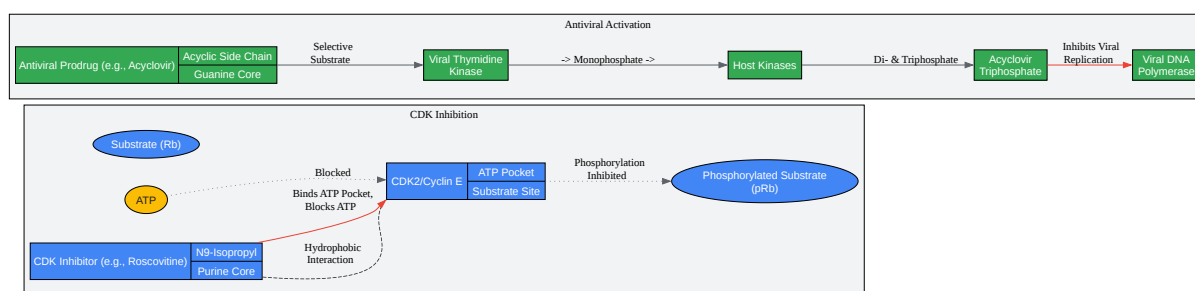 Antiviral Activation
Antiviral Prodrug (e.g., Acyclovir)
Acyclic Side Chain
Guanine Core
Selective
Substrate
Viral Thymidine
Kinase
-> Monophosphate ->
Host Kinases
Di- & Triphosphate
Acyclovir
Triphosphate
Inhibits Viral
Replication
Viral DNA
Polymerase
CDK Inhibition
Substrate (Rb)
ATP
Blocked
Binds ATP Pocket,
Blocks ATP
CDK2/Cyclin E
ATP Pocket
Substrate Site
Phosphorylation
Inhibited
Phosphorylated Substrate
(pRb)
CDK Inhibitor (e.g., Roscovitine)
N9-Isopropyl
Purine Core
Hydrophobic
Interaction